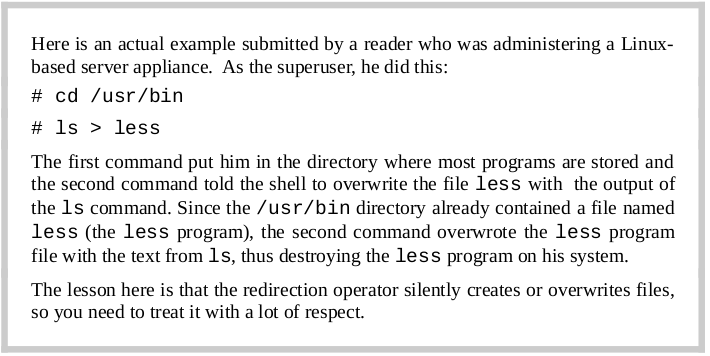 Here is an actual example submitted by a reader who was administering a Linux-
based server appliance.  As the superuser, he did this:
# cd /usr/bin
# ls > less
The first command put him in the directory where most programs are stored and
the second command told the shell to overwrite the file less with  the output of
the ls command. Since the /usr/bin directory already contained a file named
less (the less program), the second command overwrote the less program
file with the text from ls, thus destroying the less program on his system.
The lesson here is that the redirection operator silently creates or overwrites files,
so you need to treat it with a lot of respect.